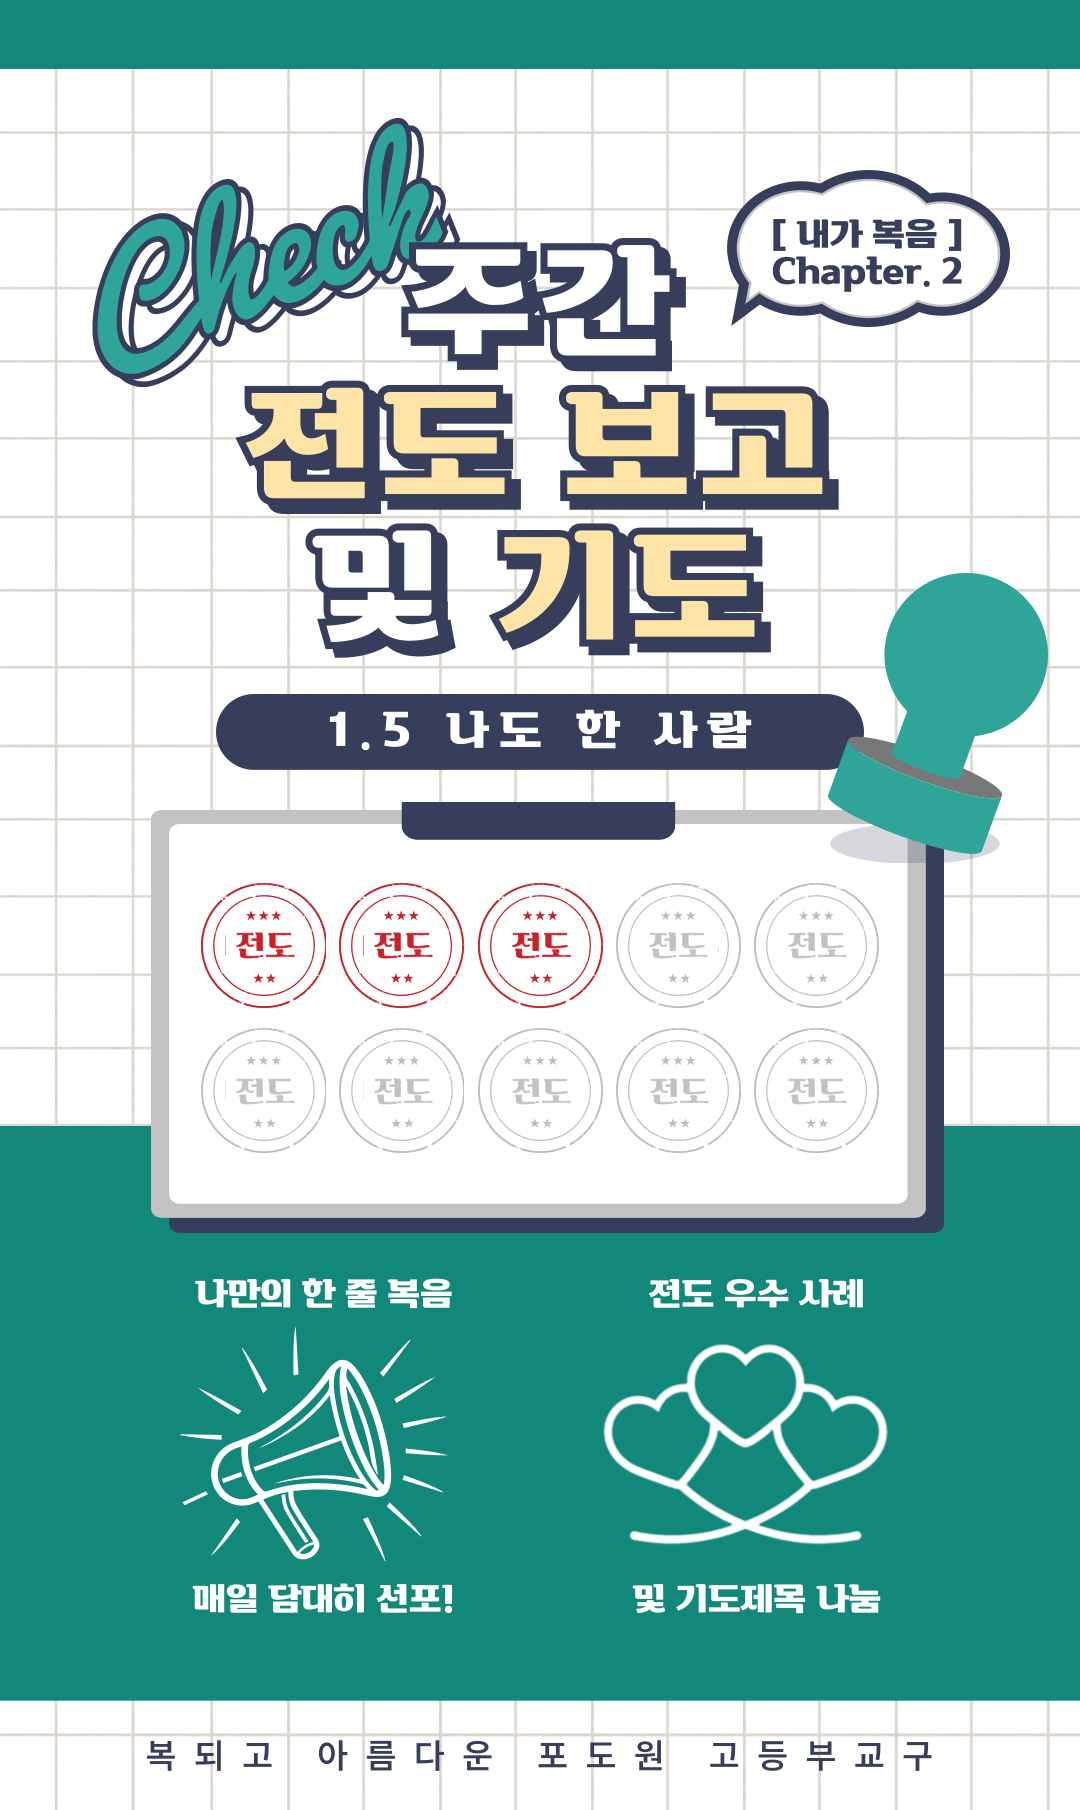 Check
[ 내가 복음 ]
Chapter. 2
주간
전도 보고
및 기도
1.5 나도 한 사람
전도 전도 전도 전도 전도
전도 전도 전도 전도 전도
나만의 한 줄 복음
전도 우수 사례
매일 담대히 선포!
및 기도제목 나눔
복되고 아름다운 포도원 고등부교구